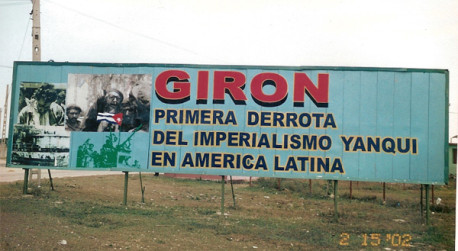 GIRON
PRIMERA DERROTA
DEL IMPERIALISMO YANQUI
EN AMERICA LATINA
2 15 '02